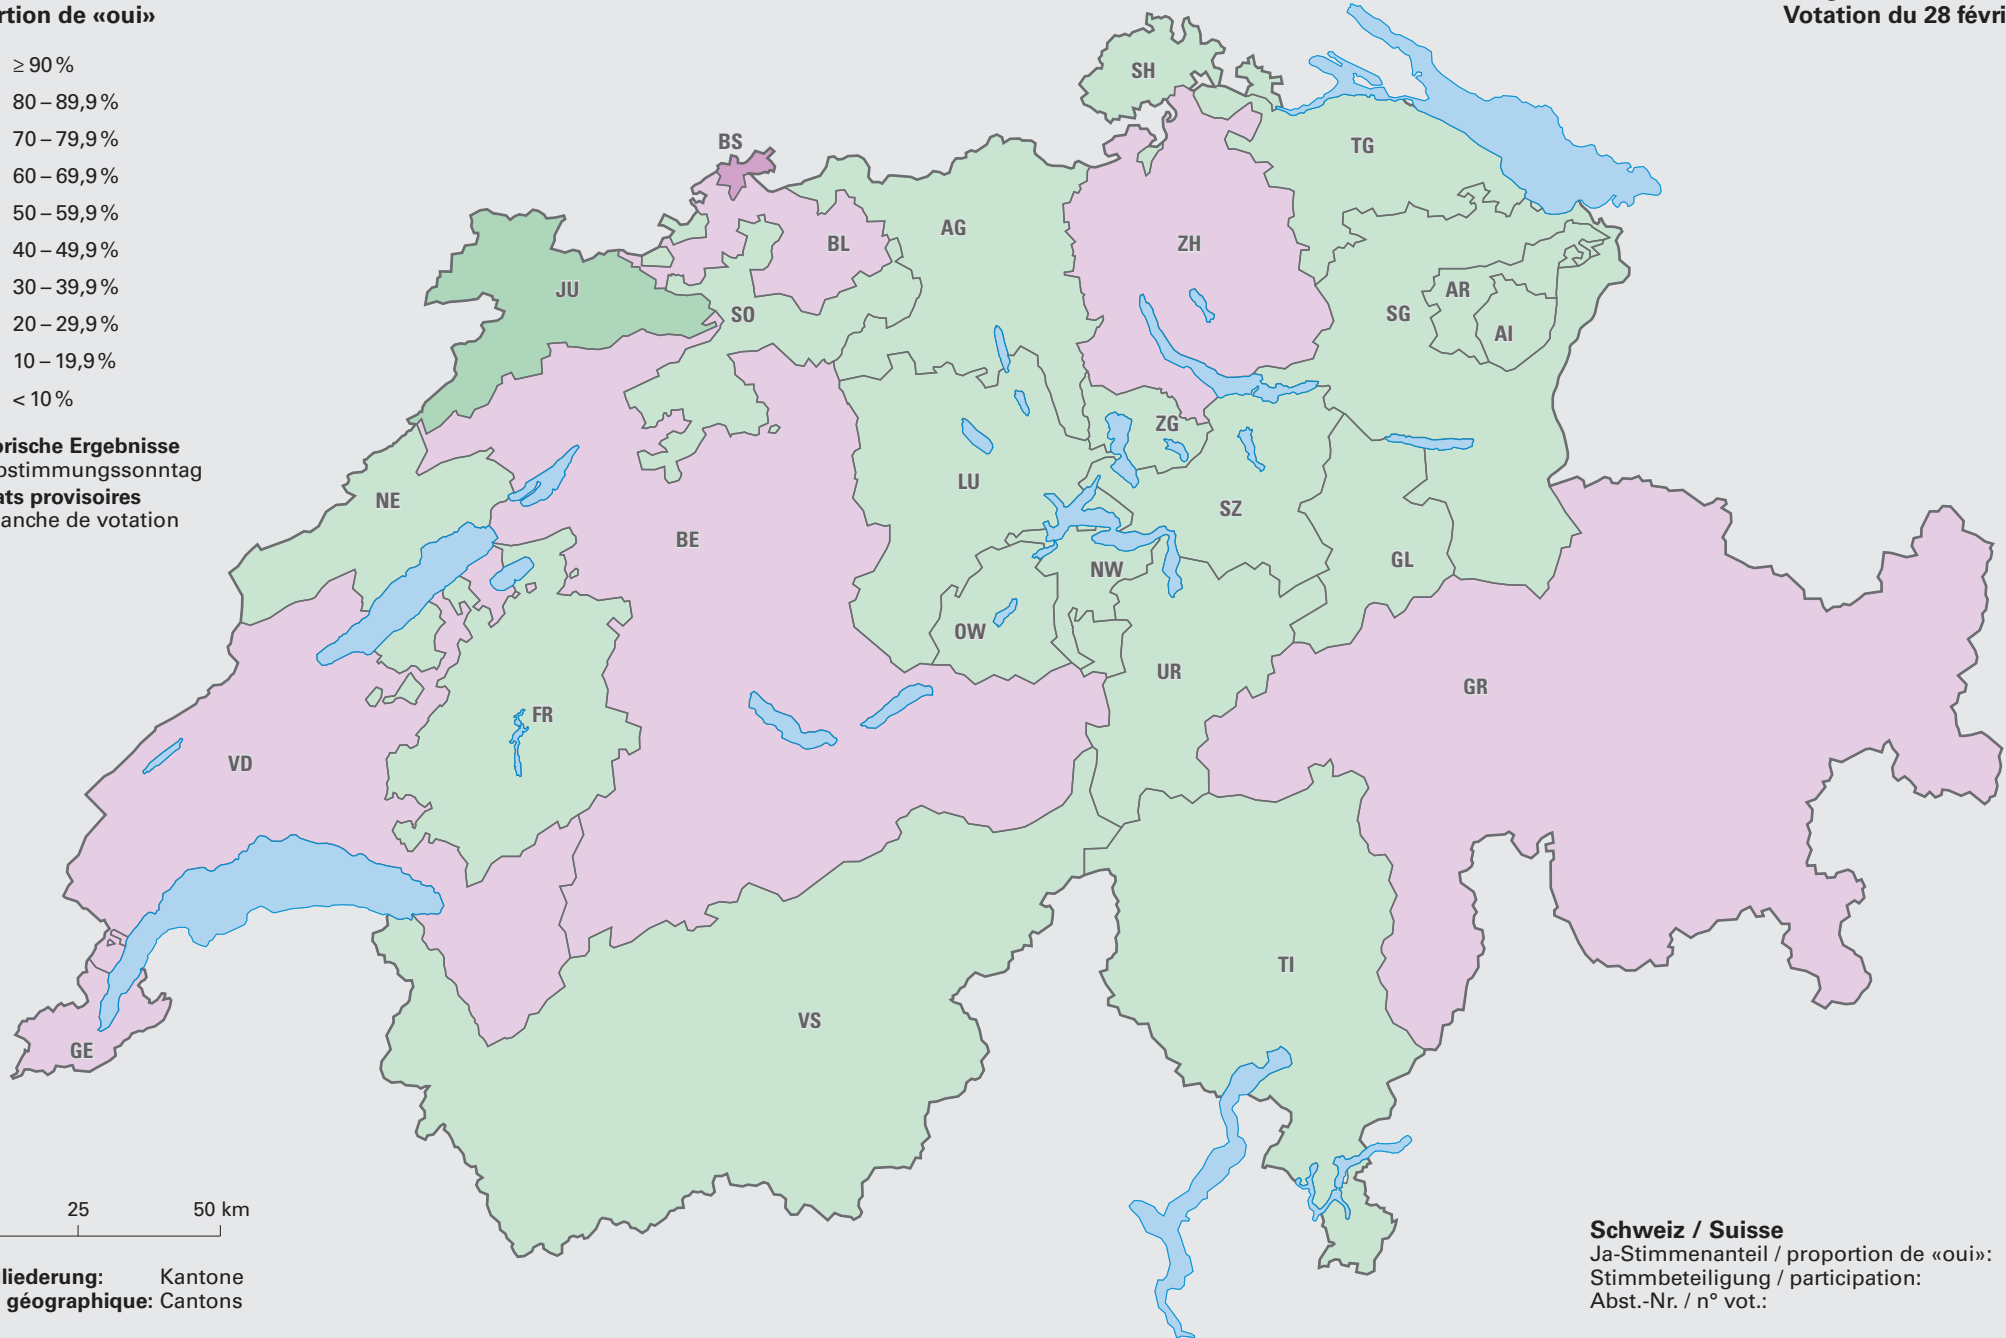 rtion de «oui»
Votation du 28 févri
≥ 90 %
80 – 89,9 %
70 – 79,9 %
60 – 69,9 %
50 – 59,9 %
40 – 49,9 %
30 – 39,9 %
20 – 29,9 %
10 – 19,9 %
< 10 %
orische Ergebnisse
bstimmungssonntag
ats provisoires
anche de votation
SH
BS
TG
AG
BL
ZH
JU
SO
AR
SG
AI
ZG
LU
NE
SZ
BE
GL
NW
OW
UR
GR
FR
VD
TI
VS
GE
25
50 km
liederung: Kantone
géographique: Cantons
Schweiz / Suisse
Ja-Stimmenanteil / proportion de «oui»:
Stimmbeteiligung / participation:
Abst.-Nr. / n° vot.: